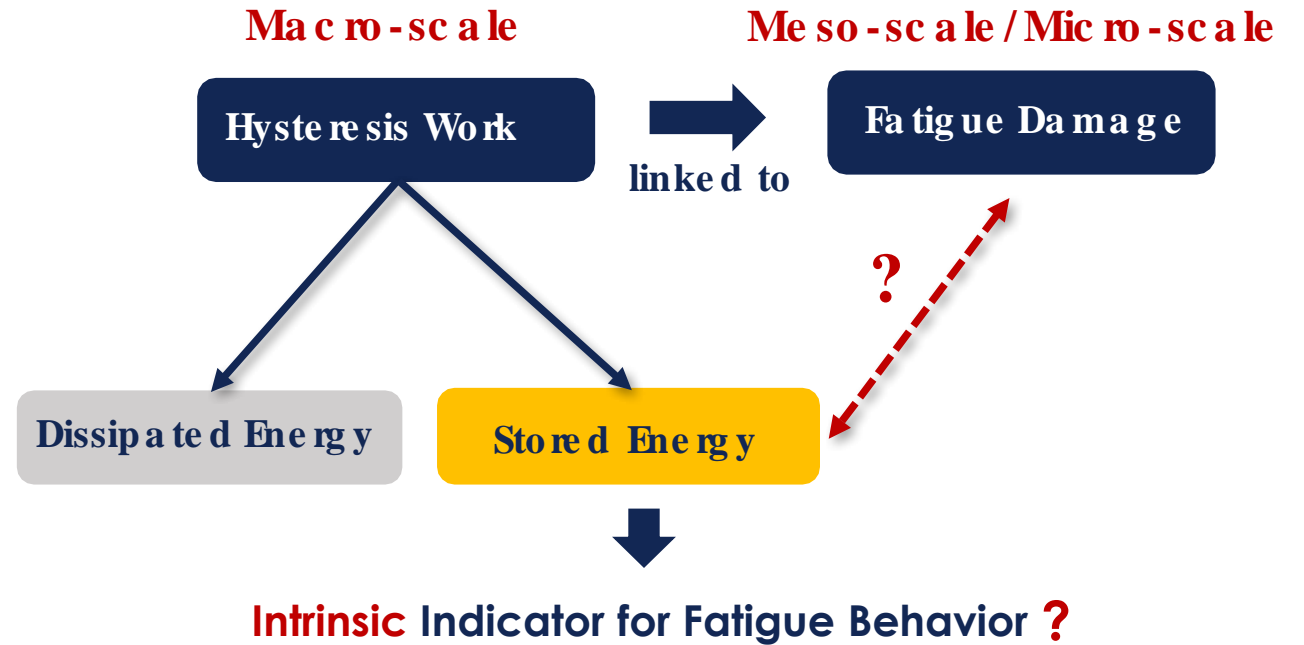 Macro-scale
Meso-scale / Micro-scale
Hysteresis Work
Fatigue Damage
linked to
?
Dissipated Energy
Stored Energy
Intrinsic Indicator for Fatigue Behavior ?